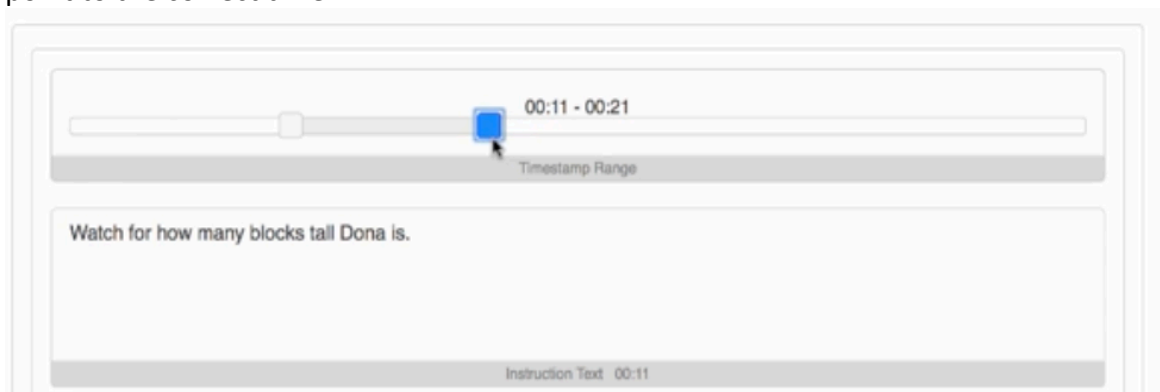 00:11 - 00:21
Timestamp Range
Watch for how many blocks tall Dona is.
Instruction Text 00:11